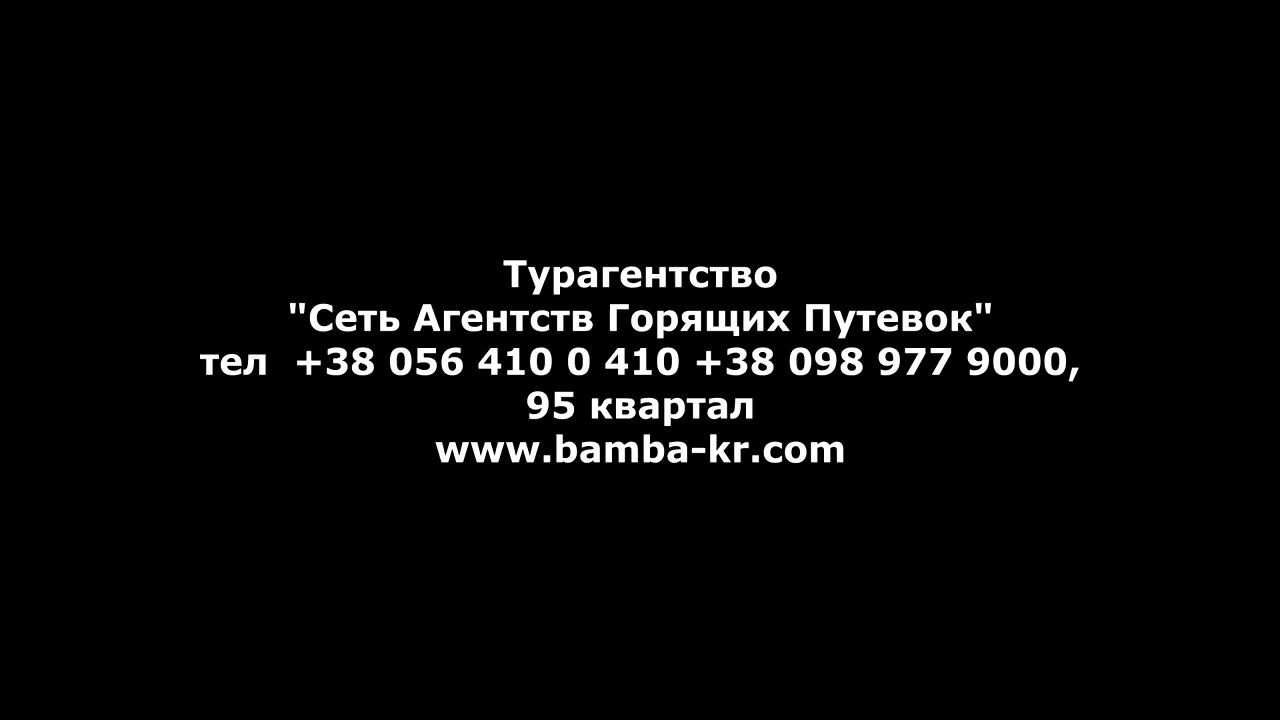 Турагентство
"Сеть Агентств Горящих Путевок"
тел  +38 056 410 0 410 +38 098 977 9000,
95 квартал
www.bamba-kr.com